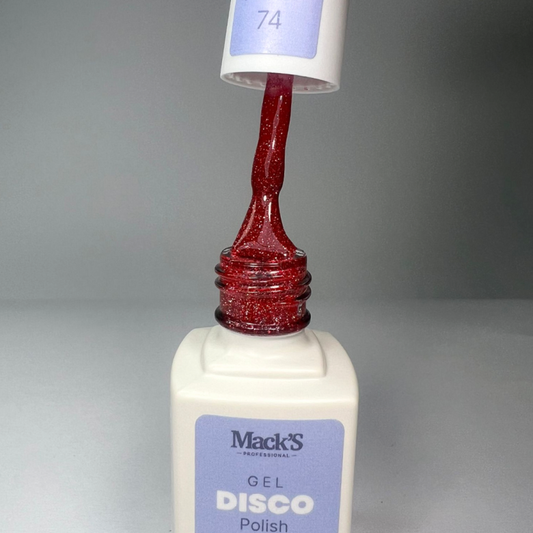 74
Mack'S
PROFESSIONAL
GEL
DISCO
Polish